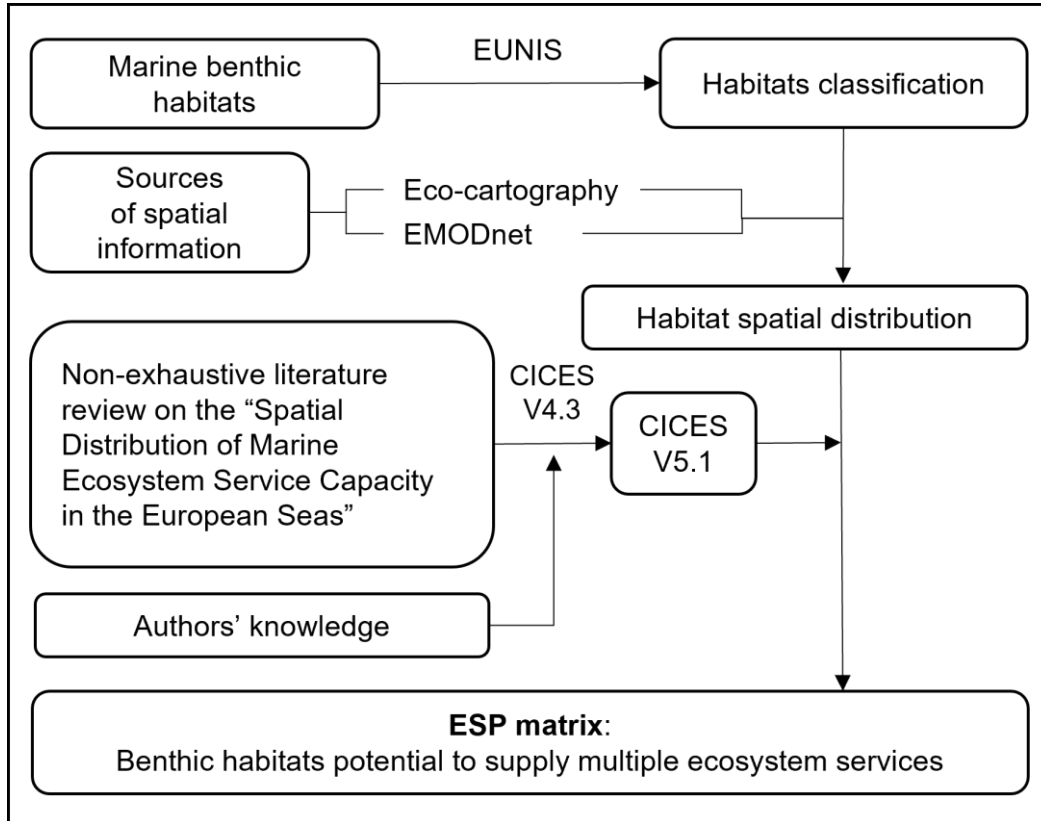 Marine benthic
habitats
EUNIS
Habitats classification
Sources
of spatial
information
Eco-cartography
EMODnet
Habitat spatial distribution
Non-exhaustive literature
review on the “Spatial
Distribution of Marine
Ecosystem Service Capacity
in the European Seas”
CICES
V4.3
CICES
V5.1
Authors’ knowledge
ESP matrix:
Benthic habitats potential to supply multiple ecosystem services